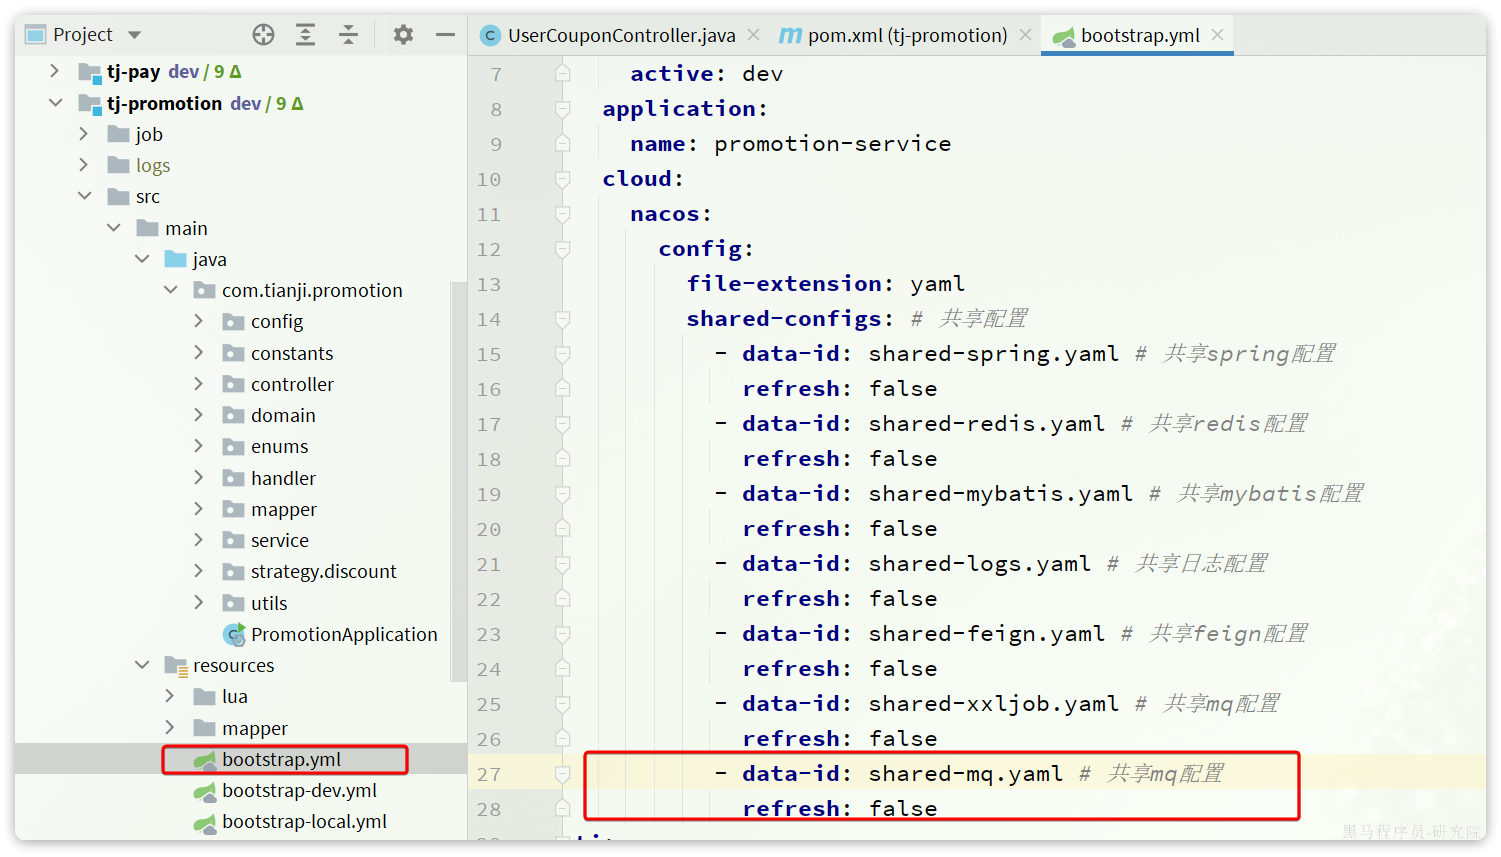 Project
tj-pay dev / 9 Δ
tj-promotion dev / 9 Δ
job
logs
src
main
java
com.tianji.promotion
config
constants
controller
domain
enums
handler
mapper
service
strategy.discount
utils
PromotionApplication
resources
lua
mapper
bootstrap.yml
bootstrap-dev.yml
bootstrap-local.yml
UserCouponController.java
pom.xml (tj-promotion)
bootstrap.yml
7 active: dev
8 application:
9 name: promotion-service
10 cloud:
11 nacos:
12 config:
13 file-extension: yaml
14 shared-configs: # 共享配置
15 - data-id: shared-spring.yaml # 共享spring配置
16 refresh: false
17 - data-id: shared-redis.yaml # 共享redis配置
18 refresh: false
19 - data-id: shared-mybatis.yaml # 共享mybatis配置
20 refresh: false
21 - data-id: shared-logs.yaml # 共享日志配置
22 refresh: false
23 - data-id: shared-feign.yaml # 共享feign配置
24 refresh: false
25 - data-id: shared-xxljob.yaml # 共享mq配置
26 refresh: false
27 - data-id: shared-mq.yaml # 共享mq配置
28 refresh: false
黑马程序员-研究院